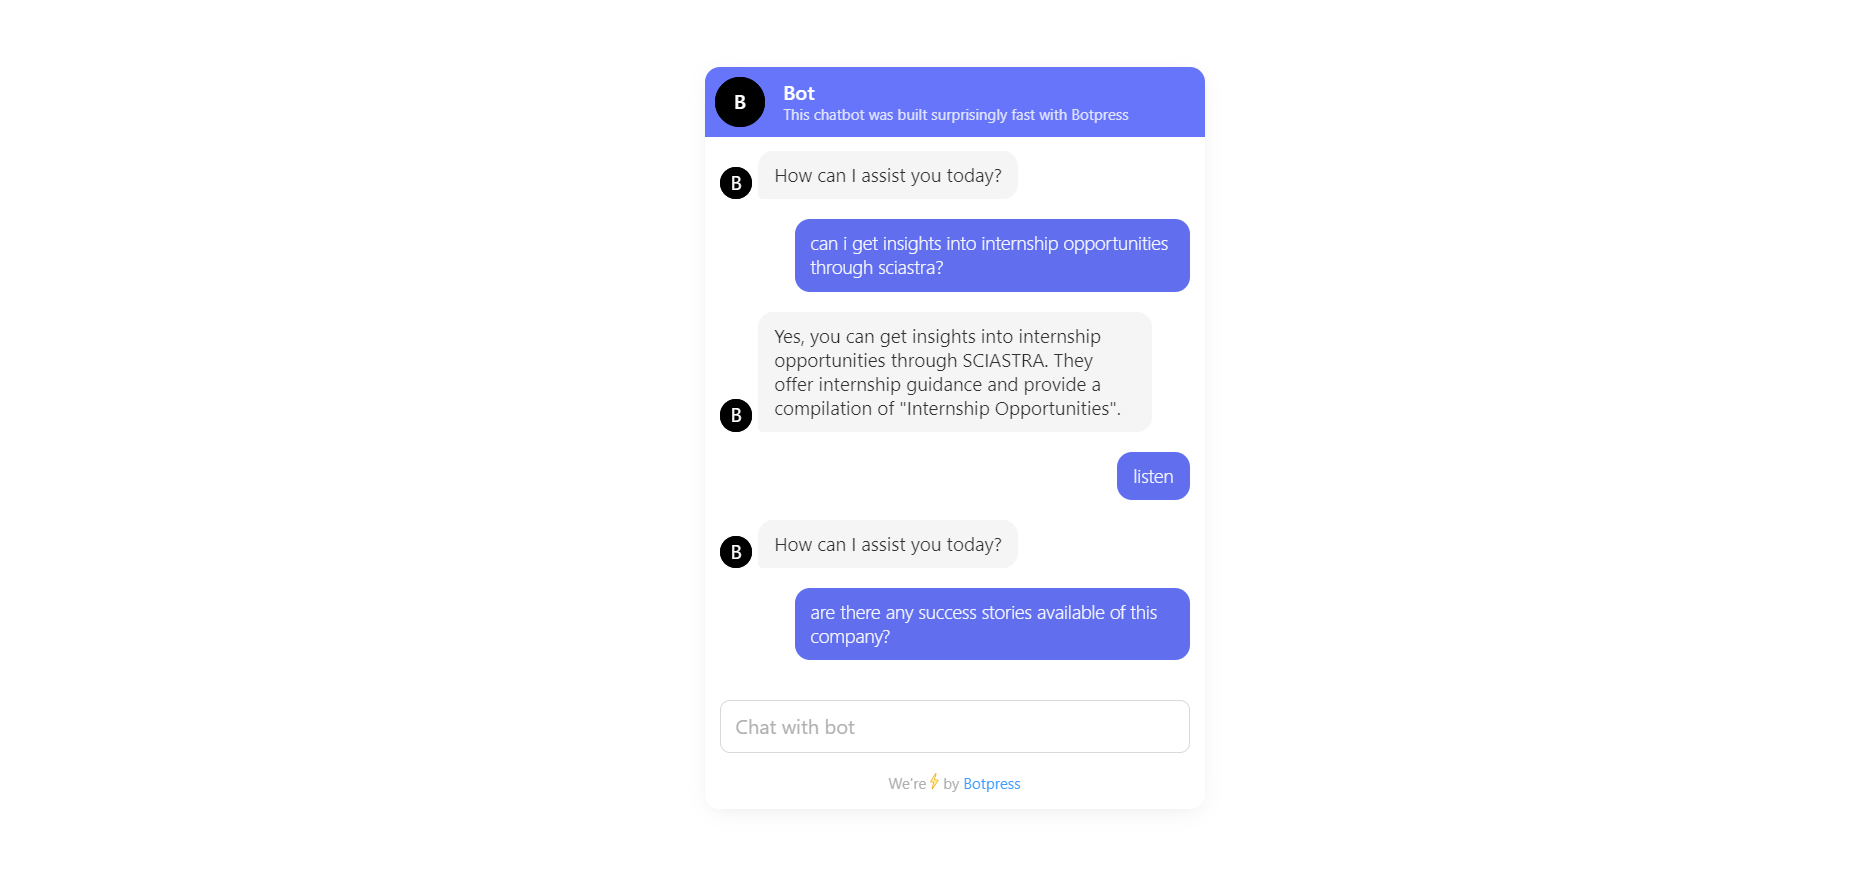 B
Bot
This chatbot was built surprisingly fast with Botpress
B
How can I assist you today?
can i get insights into internship opportunities
through sciastra?
Yes, you can get insights into internship
opportunities through SCIASTRA. They
offer internship guidance and provide a
compilation of "Internship Opportunities".
B
listen
B
How can I assist you today?
are there any success stories available of this
company?
Chat with bot
We're⚡by Botpress